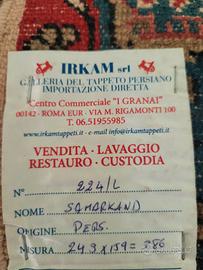 IRKAM srl
GALLERIA DEL TAPPETO PERSIANO
IMPORTAZIONE DIRETTA
Centro Commerciale "I GRANAI"
00142 - ROMA EUR - VIA M. RIGAMONTI 100
Tel. 06.51955985
www.irkamtappeti.it - e-mail info@irkamtappeti.it
VENDITA · LAVAGGIO
RESTAURO · CUSTODIA
N° 224/L
NOME SAMARKAND
ORIGINE PERS.
MISURA 243 x 159 = 386